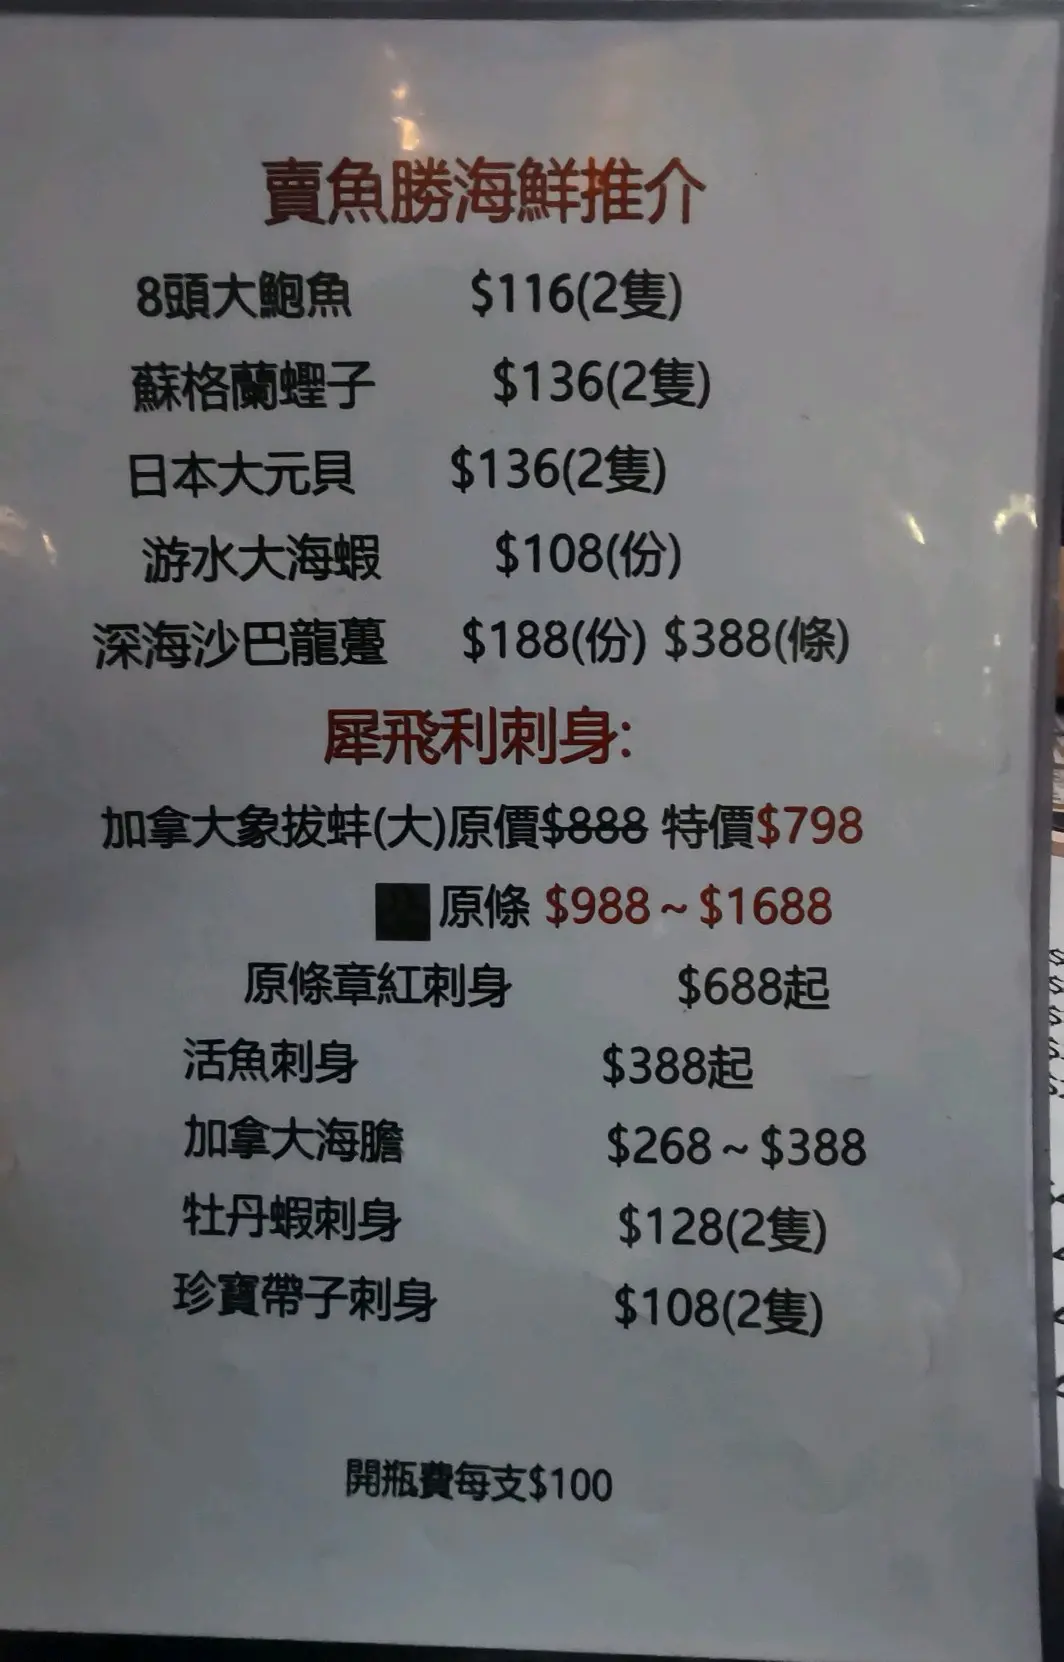 賣魚勝海鮮推介
8頭大鮑魚 $116(2隻)
蘇格蘭蟶子 $136(2隻)
日本大元貝 $136(2隻)
游水大海蝦 $108(份)
深海沙巴龍躉 $188(份) $388(條)
犀飛利刺身:
加拿大象拔蚌(大)原價$888 特價$798
原條 $988~$1688
原條章紅刺身 $688起
活魚刺身 $388起
加拿大海膽 $268~$388
牡丹蝦刺身 $128(2隻)
珍寶帶子刺身 $108(2隻)
開瓶費每支$100